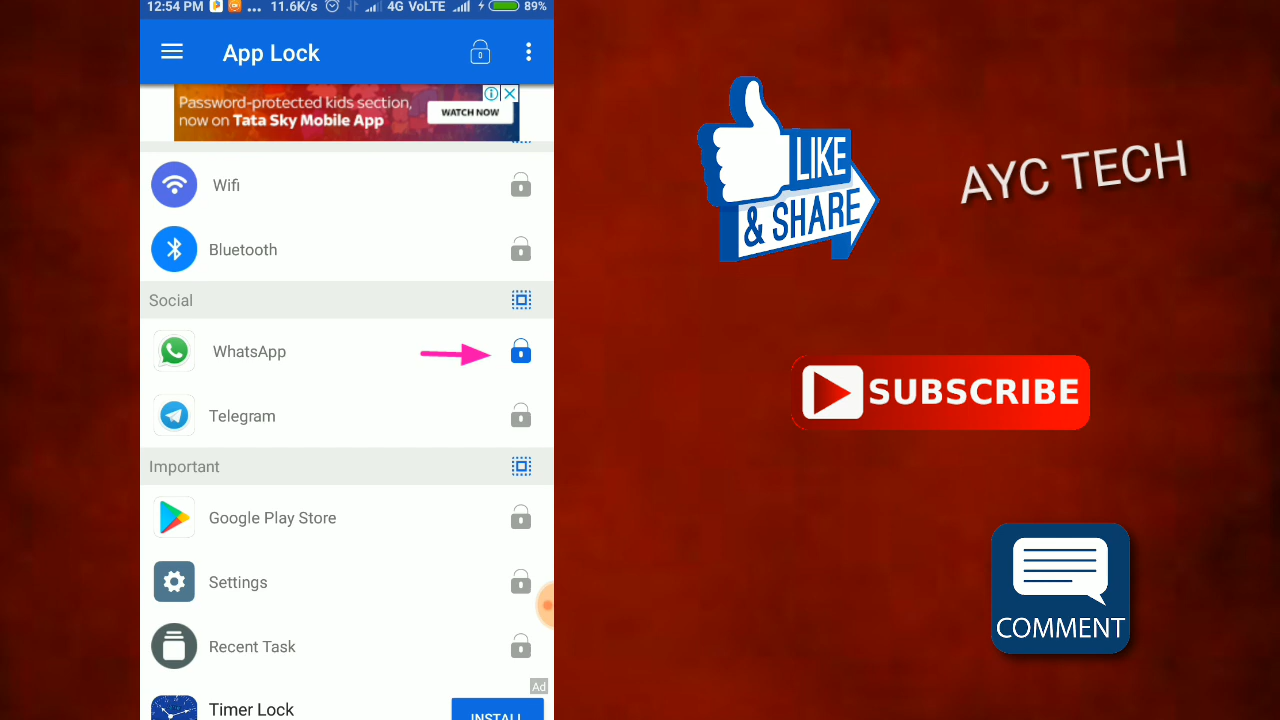 12:54 PM ... 11.6K/s 4G VoLTE 89%
App Lock
Password-protected kids section,
now on Tata Sky Mobile App
WATCH NOW
Wifi
Bluetooth
Social
WhatsApp
Telegram
Important
Google Play Store
Settings
Recent Task
Ad
Timer Lock
INSTALL
LIKE
& SHARE
AYC TECH
SUBSCRIBE
COMMENT